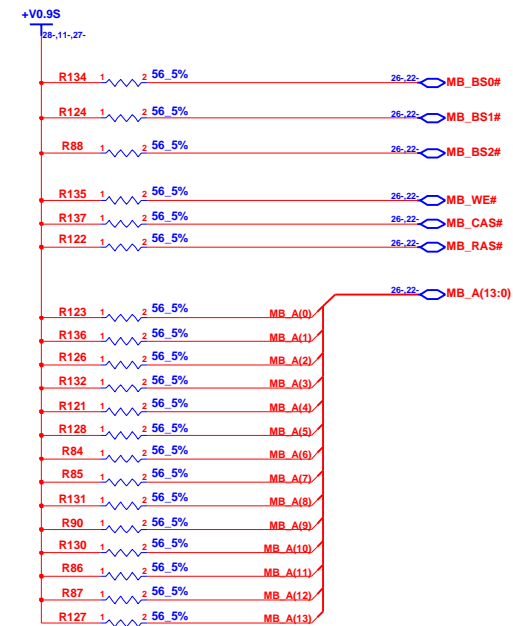 +V0.9S
28-,11-,27-
R134 1 2 56_5% 26-,22- MB_BS0#
R124 1 2 56_5% 26-,22- MB_BS1#
R88 1 2 56_5% 26-,22- MB_BS2#
R135 1 2 56_5% 26-,22- MB_WE#
R137 1 2 56_5% 26-,22- MB_CAS#
R122 1 2 56_5% 26-,22- MB_RAS#
26-,22- MB_A(13:0)
R123 1 2 56_5% MB_A(0)
R136 1 2 56_5% MB_A(1)
R126 1 2 56_5% MB_A(2)
R132 1 2 56_5% MB_A(3)
R121 1 2 56_5% MB_A(4)
R128 1 2 56_5% MB_A(5)
R84 1 2 56_5% MB_A(6)
R85 1 2 56_5% MB_A(7)
R131 1 2 56_5% MB_A(8)
R90 1 2 56_5% MB_A(9)
R130 1 2 56_5% MB_A(10)
R86 1 2 56_5% MB_A(11)
R87 1 2 56_5% MB_A(12)
R127 1 2 56_5% MB_A(13)